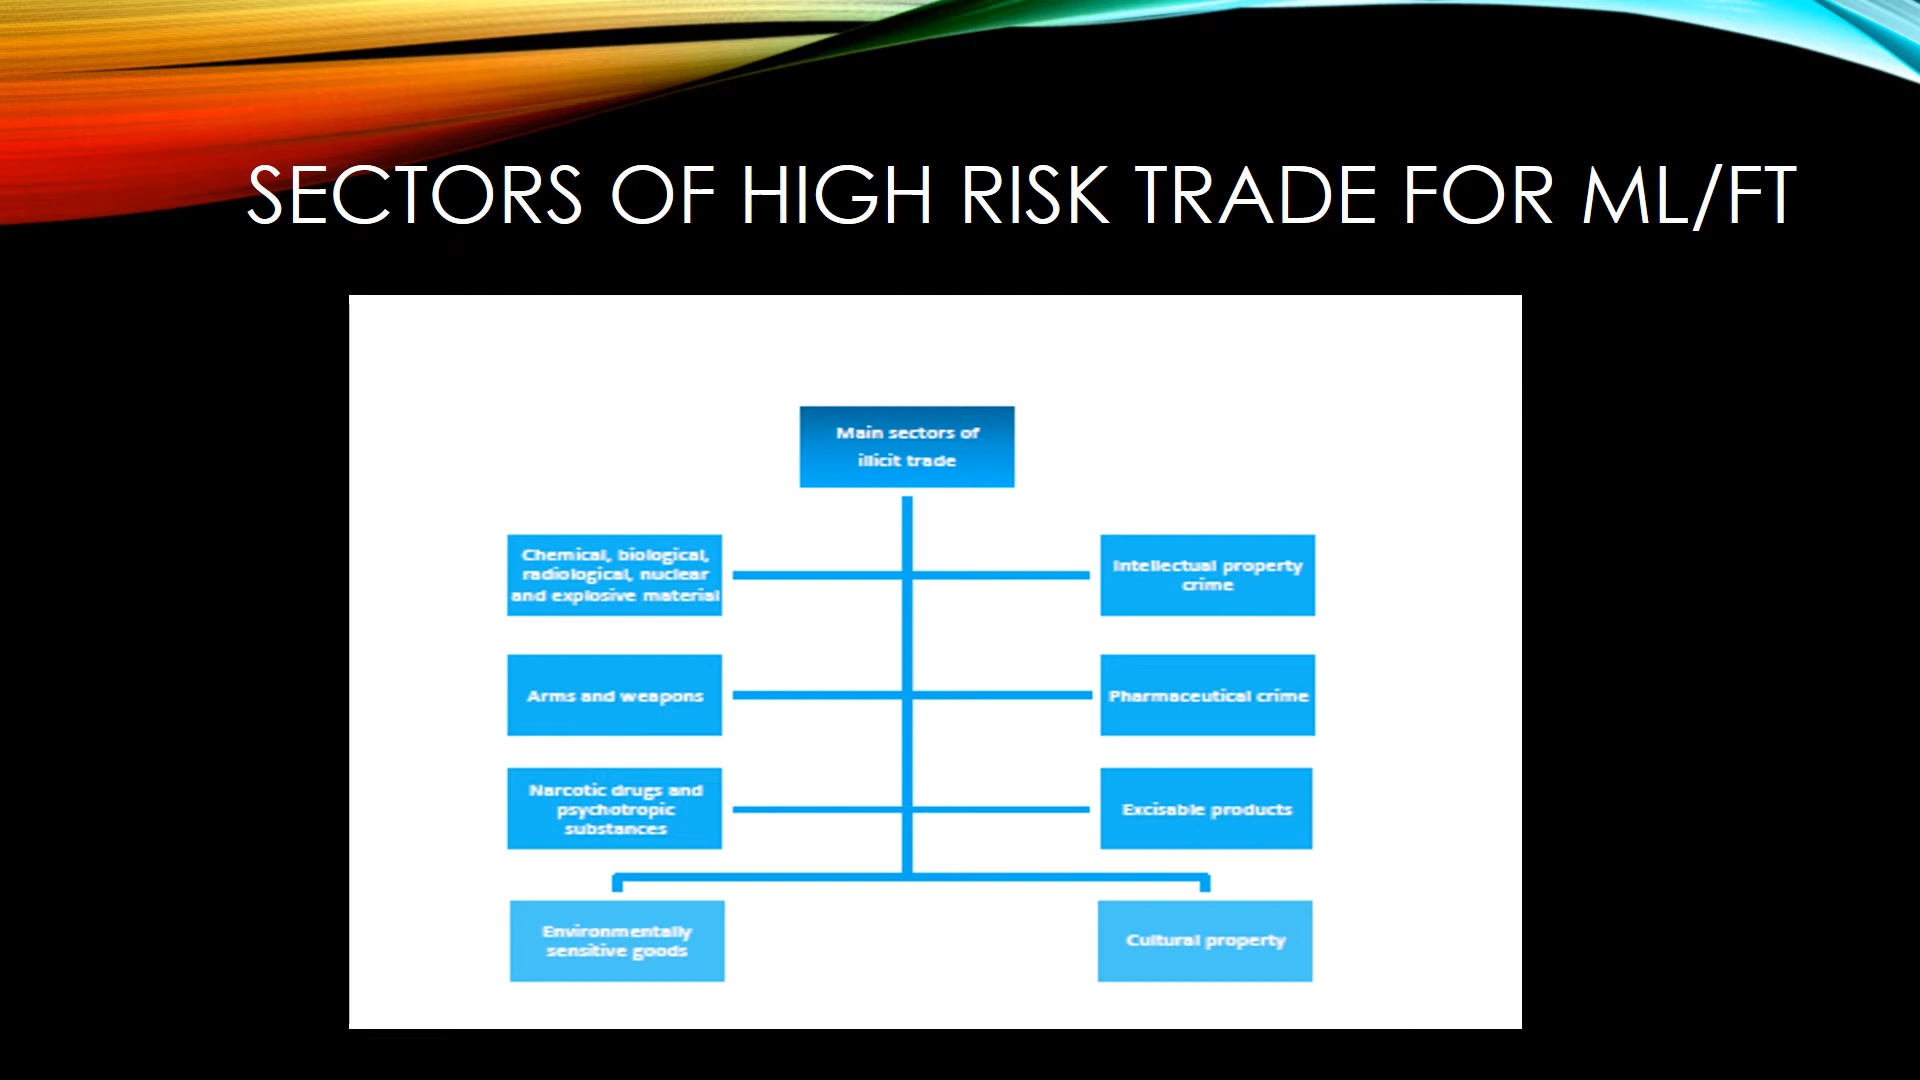 SECTORS OF HIGH RISK TRADE FOR ML/FT
Main sectors of
illicit trade
Chemical, biological,
radiological, nuclear
and explosive material
Intellectual property
crime
Arms and weapons
Pharmaceutical crime
Narcotic drugs and
psychotropic
substances
Excisable products
Environmentally
sensitive goods
Cultural property